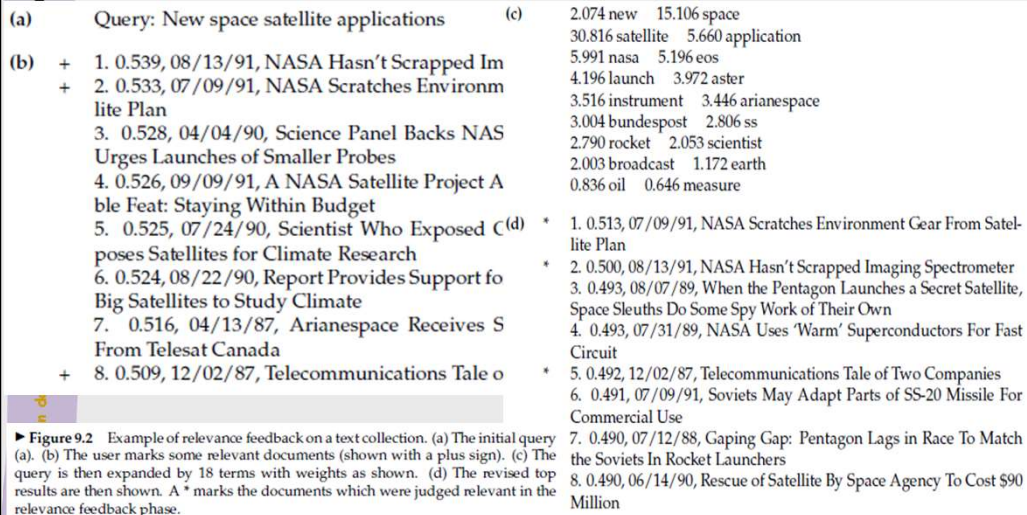 (a) Query: New space satellite applications
(b) + 1. 0.539, 08/13/91, NASA Hasn't Scrapped Im
+ 2. 0.533, 07/09/91, NASA Scratches Environm
lite Plan
3. 0.528, 04/04/90, Science Panel Backs NAS
Urges Launches of Smaller Probes
4. 0.526, 09/09/91, A NASA Satellite Project A
ble Feat: Staying Within Budget
5. 0.525, 07/24/90, Scientist Who Exposed C
poses Satellites for Climate Research
6. 0.524, 08/22/90, Report Provides Support fo
Big Satellites to Study Climate
7. 0.516, 04/13/87, Arianespace Receives S
From Telesat Canada
+ 8. 0.509, 12/02/87, Telecommunications Tale o
► Figure 9.2 Example of relevance feedback on a text collection. (a) The initial query
(a). (b) The user marks some relevant documents (shown with a plus sign). (c) The
query is then expanded by 18 terms with weights as shown. (d) The revised top
results are then shown. A * marks the documents which were judged relevant in the
relevance feedback phase.
(c) 2.074 new 15.106 space
30.816 satellite 5.660 application
5.991 nasa 5.196 eos
4.196 launch 3.972 aster
3.516 instrument 3.446 arianespace
3.004 bundespost 2.806 ss
2.790 rocket 2.053 scientist
2.003 broadcast 1.172 earth
0.836 oil 0.646 measure
(d) * 1. 0.513, 07/09/91, NASA Scratches Environment Gear From Satel-
lite Plan
* 2. 0.500, 08/13/91, NASA Hasn't Scrapped Imaging Spectrometer
3. 0.493, 08/07/89, When the Pentagon Launches a Secret Satellite,
Space Sleuths Do Some Spy Work of Their Own
4. 0.493, 07/31/89, NASA Uses 'Warm' Superconductors For Fast
Circuit
* 5. 0.492, 12/02/87, Telecommunications Tale of Two Companies
6. 0.491, 07/09/91, Soviets May Adapt Parts of SS-20 Missile For
Commercial Use
7. 0.490, 07/12/88, Gaping Gap: Pentagon Lags in Race To Match
the Soviets In Rocket Launchers
8. 0.490, 06/14/90, Rescue of Satellite By Space Agency To Cost $90
Million